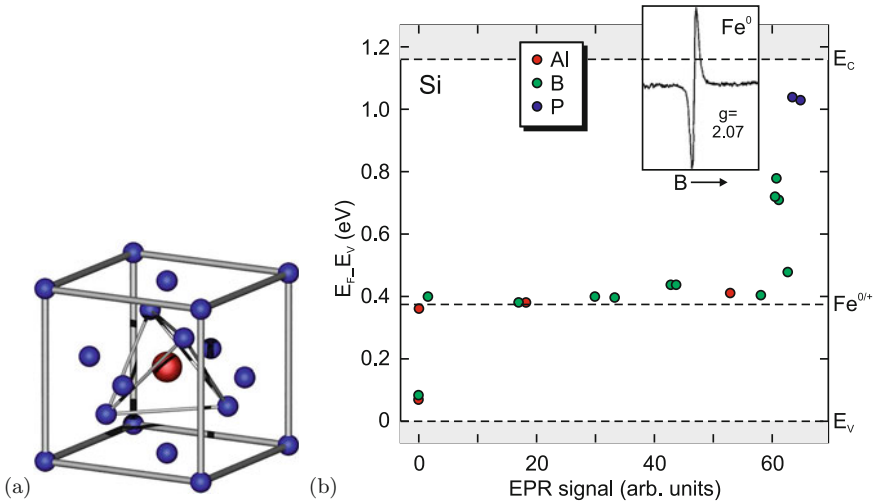 (a)
(b)
E_F_E_V (eV)
1.2
1.0
0.8
0.6
0.4
0.2
0
Si
Al
B
P
Fe⁰
g=
2.07
B
E_C
Fe^{0/+}
E_V
0
20
40
60
EPR signal (arb. units)